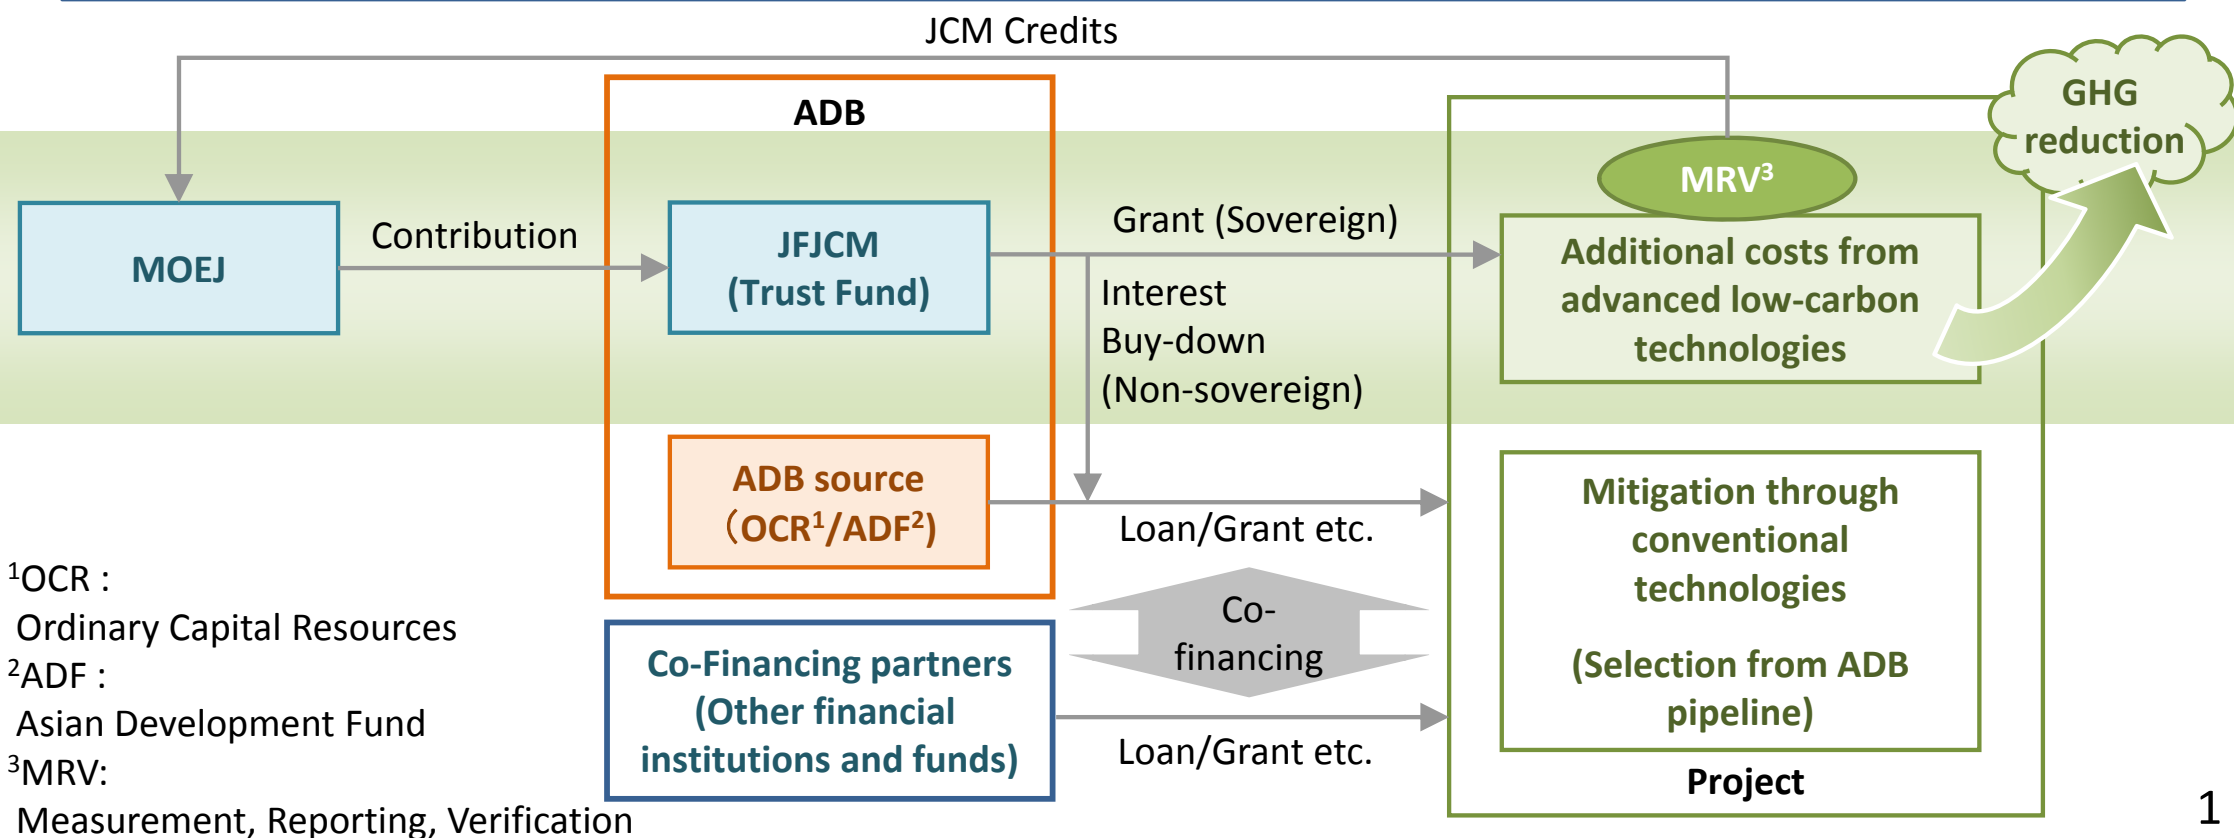 JCM Credits
ADB
GHG
reduction
MRV³
MOEJ
Contribution
JFJCM
(Trust Fund)
Grant (Sovereign)
Interest
Buy-down
(Non-sovereign)
Additional costs from
advanced low-carbon
technologies
ADB source
（OCR¹/ADF²)
Loan/Grant etc.
Mitigation through
conventional
technologies
(Selection from ADB
pipeline)
Co-
financing
Co-Financing partners
(Other financial
institutions and funds)
Loan/Grant etc.
Project
¹OCR :
Ordinary Capital Resources
²ADF :
Asian Development Fund
³MRV:
Measurement, Reporting, Verification
1